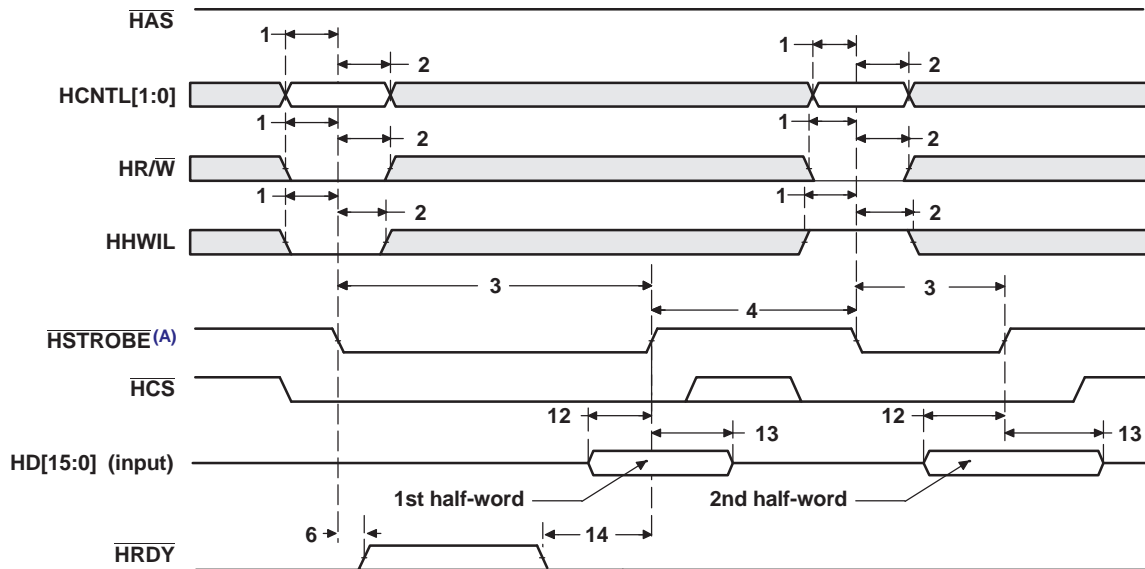 HAS
1
1
2
2
HCNTL[1:0]
1
1
2
2
HR/W
1
1
2
2
HHWIL
3
3
4
HSTROBE(A)
HCS
12
12
13
13
HD[15:0] (input)
1st half-word
2nd half-word
6
14
HRDY